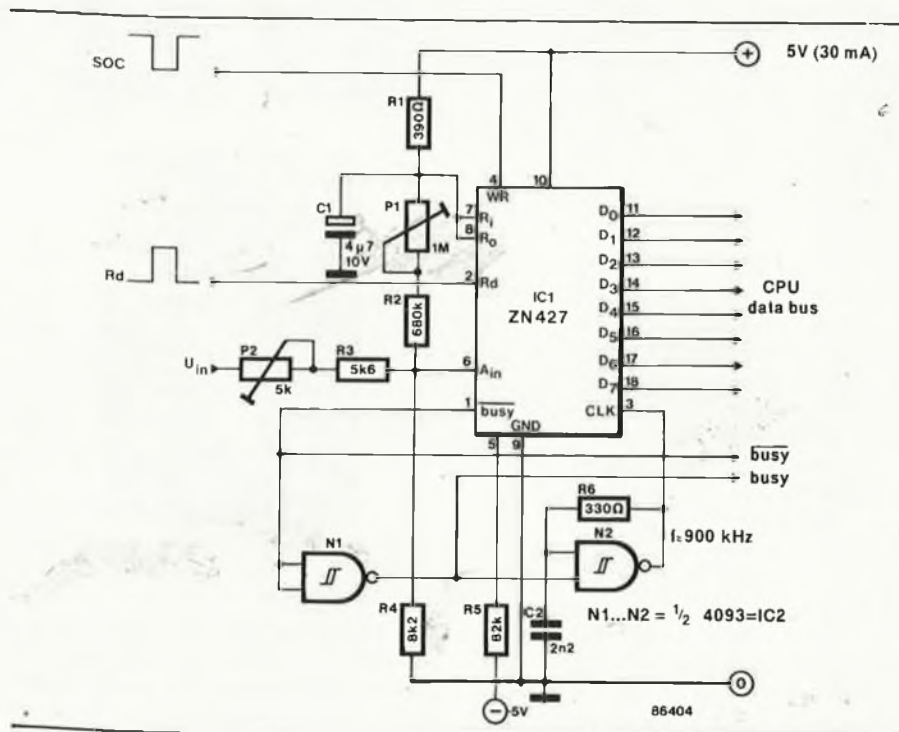 SOC
5V (30 mA)
R1
390Ω
4
WR
10
C1
4µ7
10V
P1
1M
7
Ri
8
Ro
D0 11
D1 12
D2 13
D3 14
D4 15
D5 16
D6 17
D7 18
CPU
data bus
Rd
2
Rd
IC1
ZN427
R2
680k
Uin
P2
5k
R3
5k6
6
Ain
1
busy
CLK
3
GND
5
9
busy
busy
R6
330Ω
N1
N2
f=900 kHz
R4
8k2
R5
82k
C2
2n2
N1...N2 = 1/2 4093=IC2
0
-5V
86404